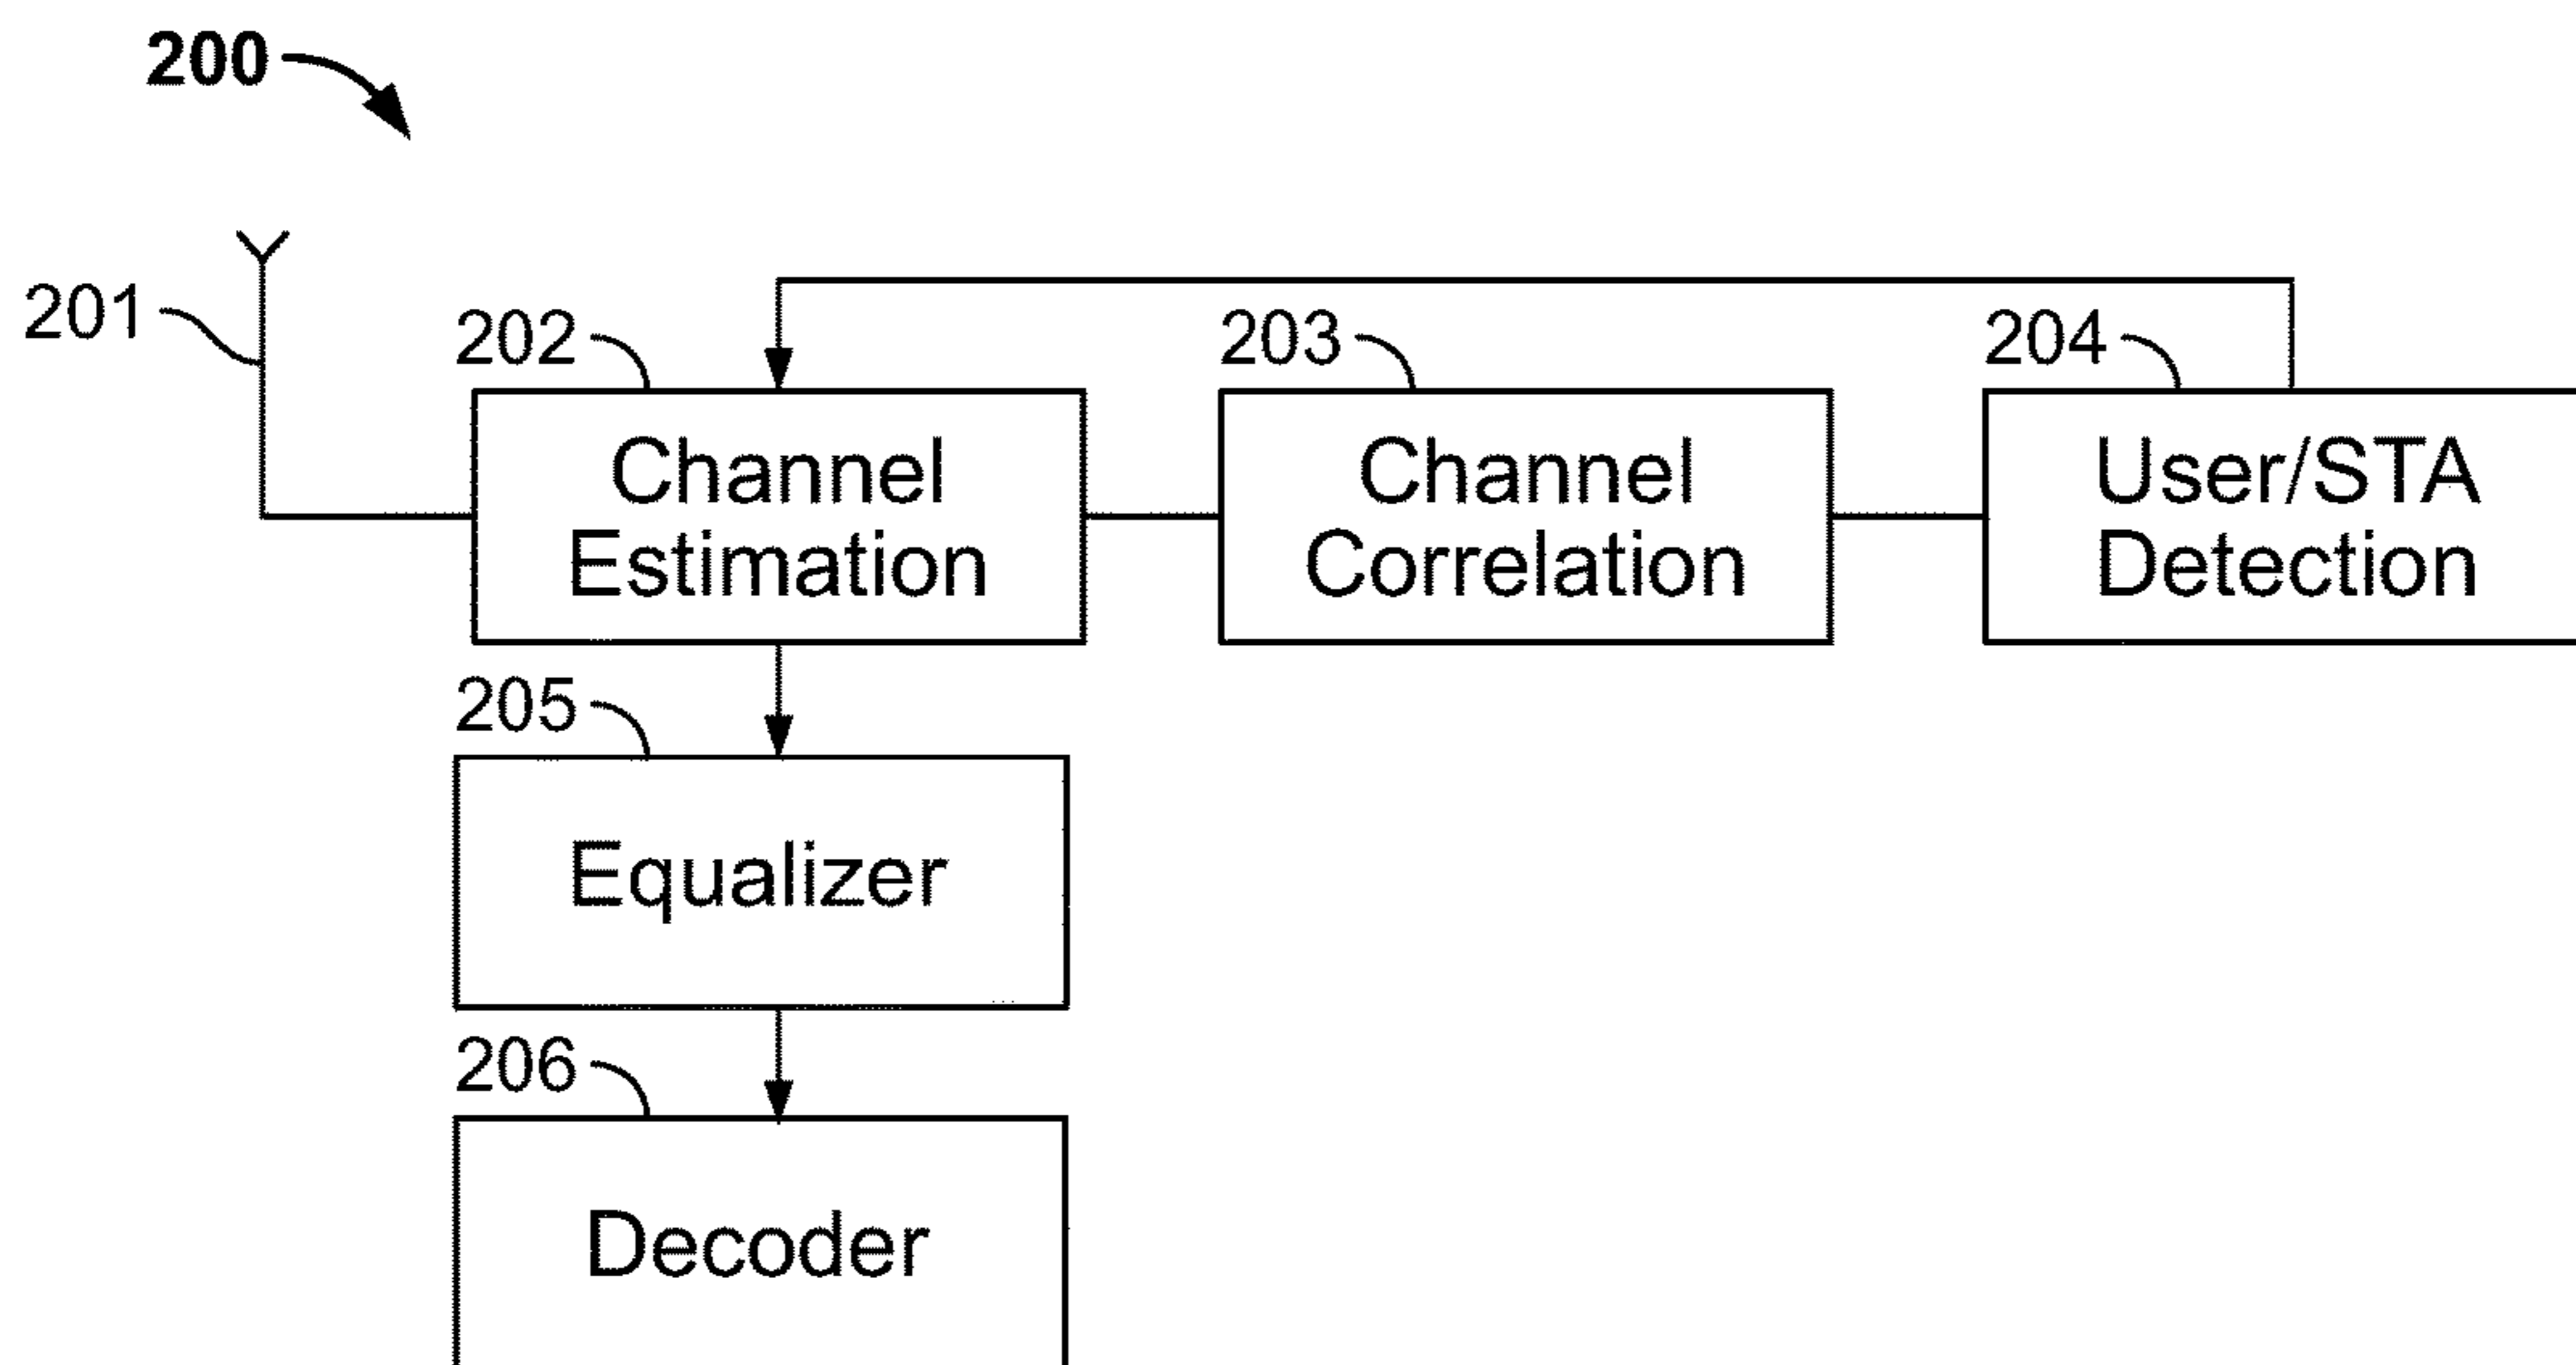 200
201
202
203
204
Channel
Estimation
Channel
Correlation
User/STA
Detection
205
Equalizer
206
Decoder